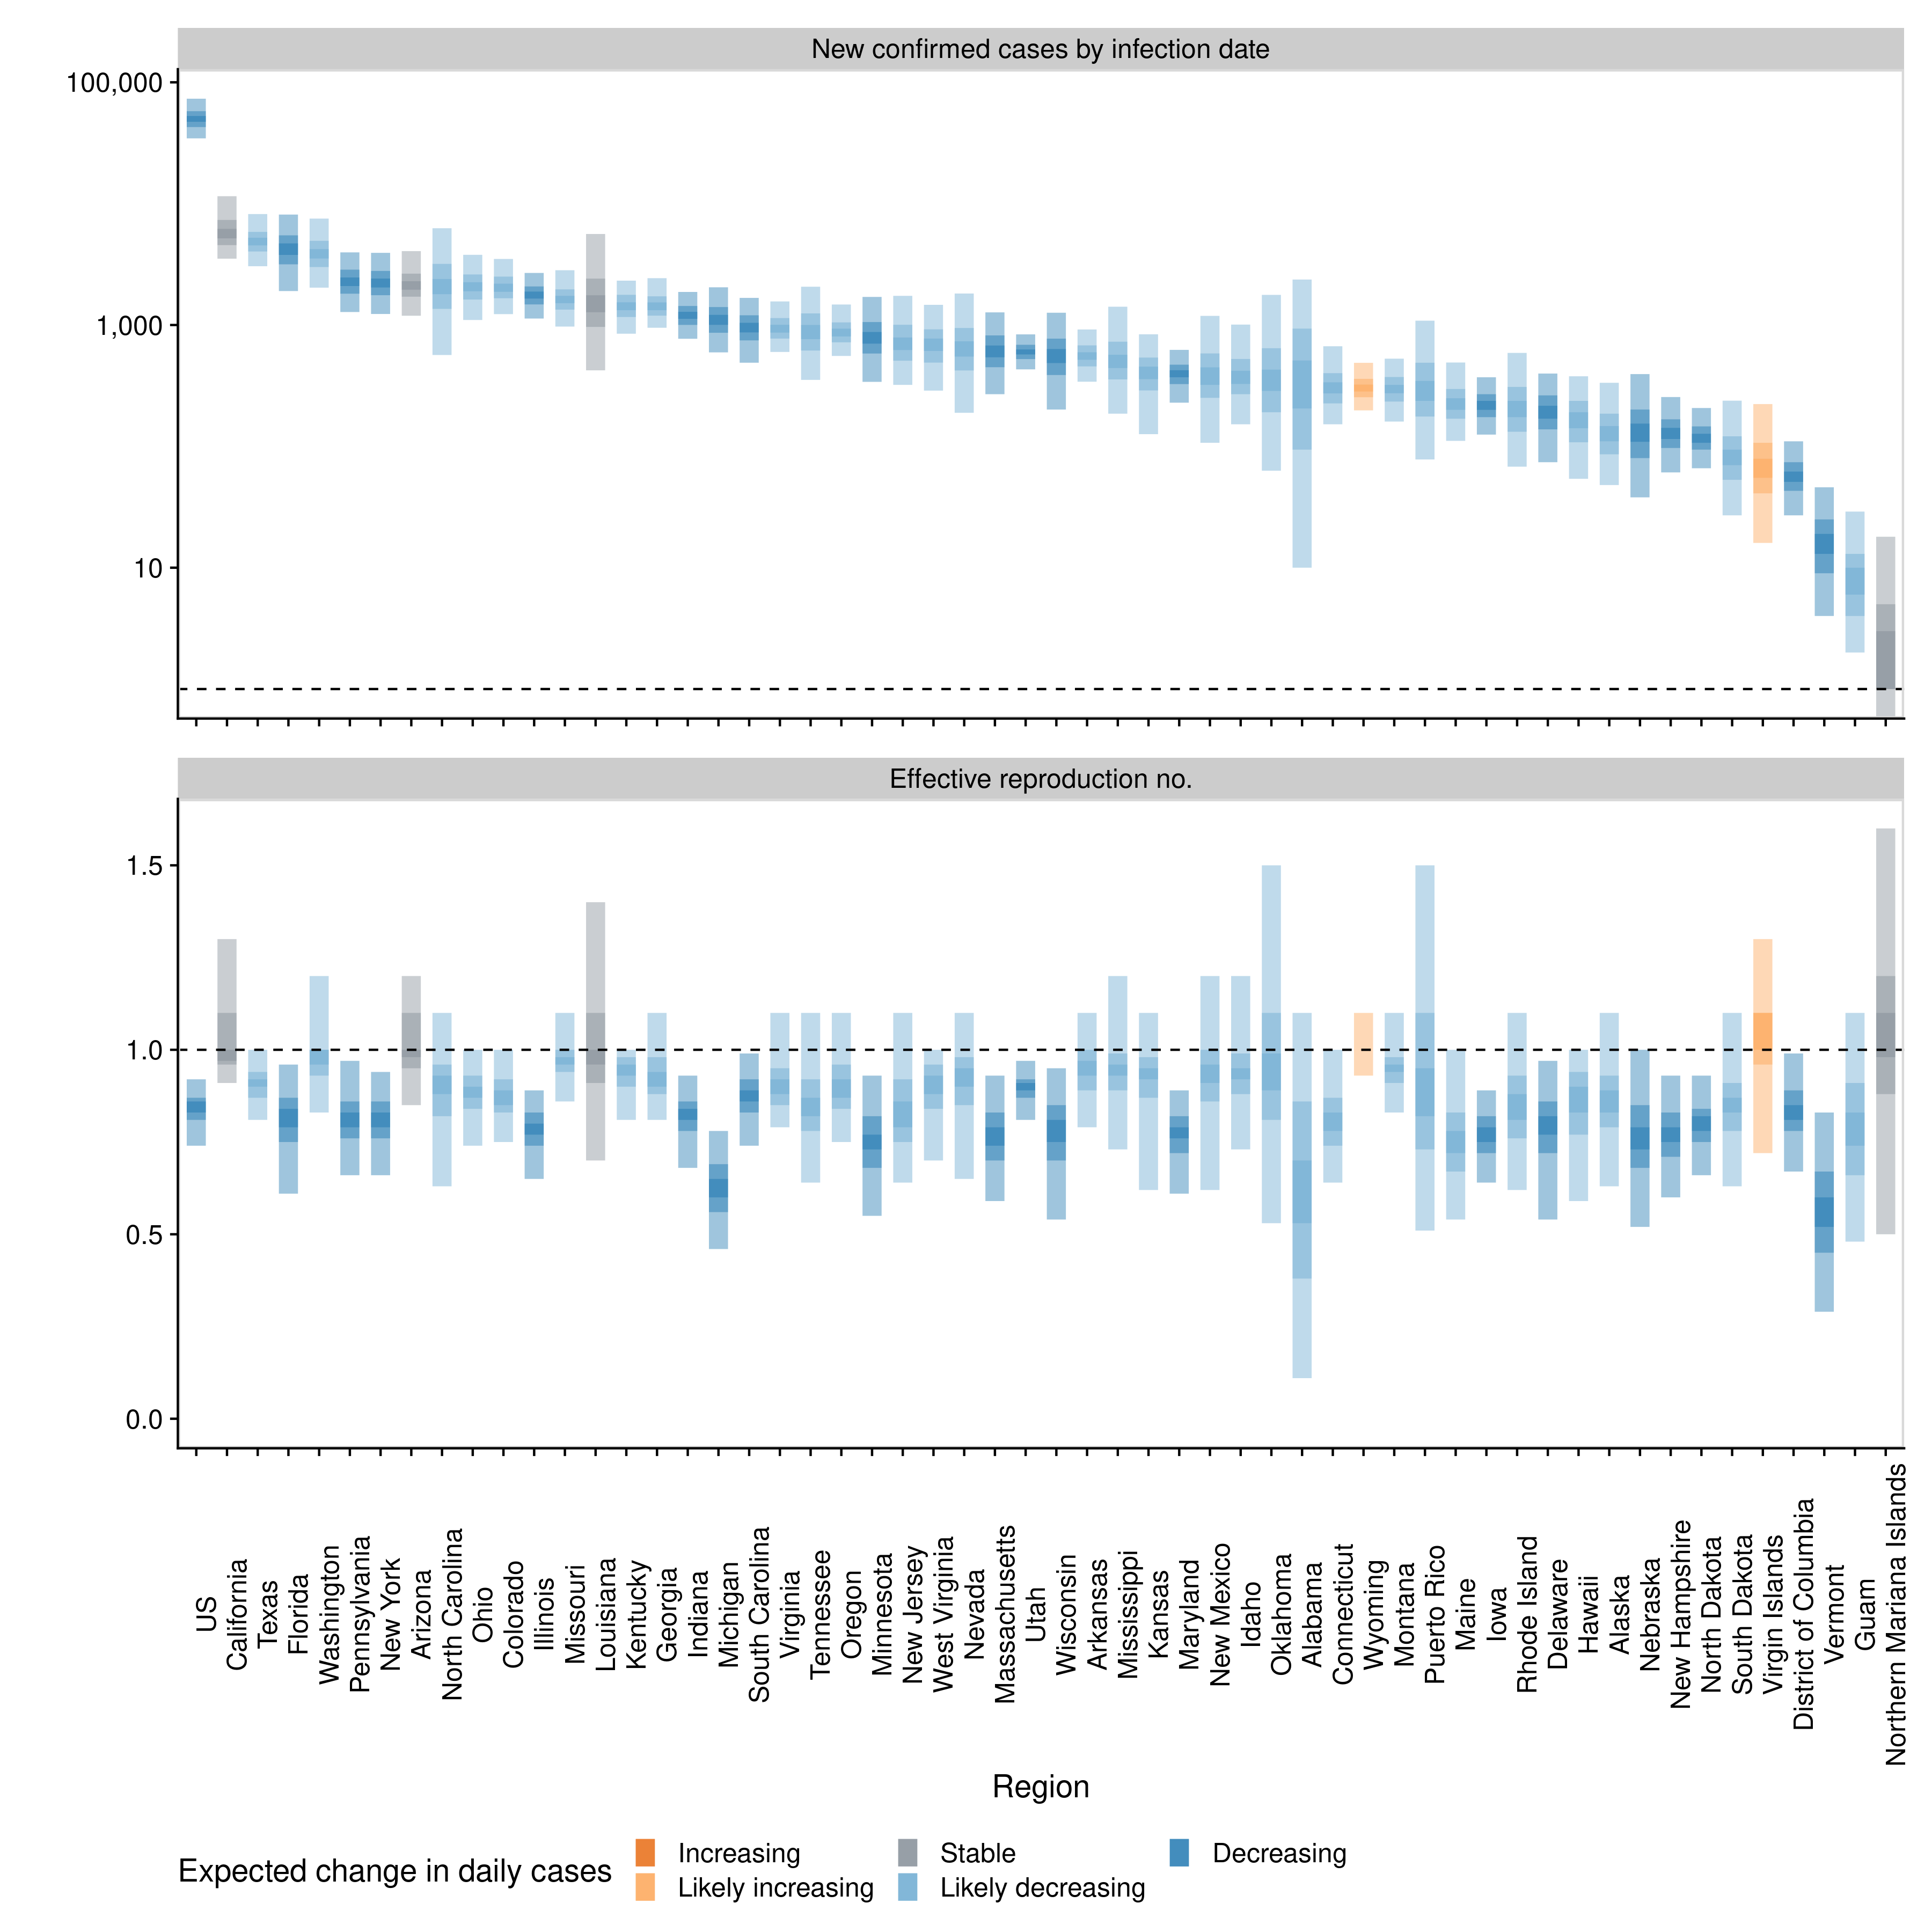 New confirmed cases by infection date
100,000
1,000
10
Effective reproduction no.
1.5
1.0
0.5
0.0
US
California
Texas
Florida
Washington
Pennsylvania
New York
Arizona
North Carolina
Ohio
Colorado
Illinois
Missouri
Louisiana
Kentucky
Georgia
Indiana
Michigan
South Carolina
Virginia
Tennessee
Oregon
Minnesota
New Jersey
West Virginia
Nevada
Massachusetts
Utah
Wisconsin
Arkansas
Mississippi
Kansas
Maryland
New Mexico
Idaho
Oklahoma
Alabama
Connecticut
Wyoming
Montana
Puerto Rico
Maine
Iowa
Rhode Island
Delaware
Hawaii
Alaska
Nebraska
New Hampshire
North Dakota
South Dakota
Virgin Islands
District of Columbia
Vermont
Guam
Northern Mariana Islands
Region
Expected change in daily cases
Increasing
Likely increasing
Stable
Likely decreasing
Decreasing